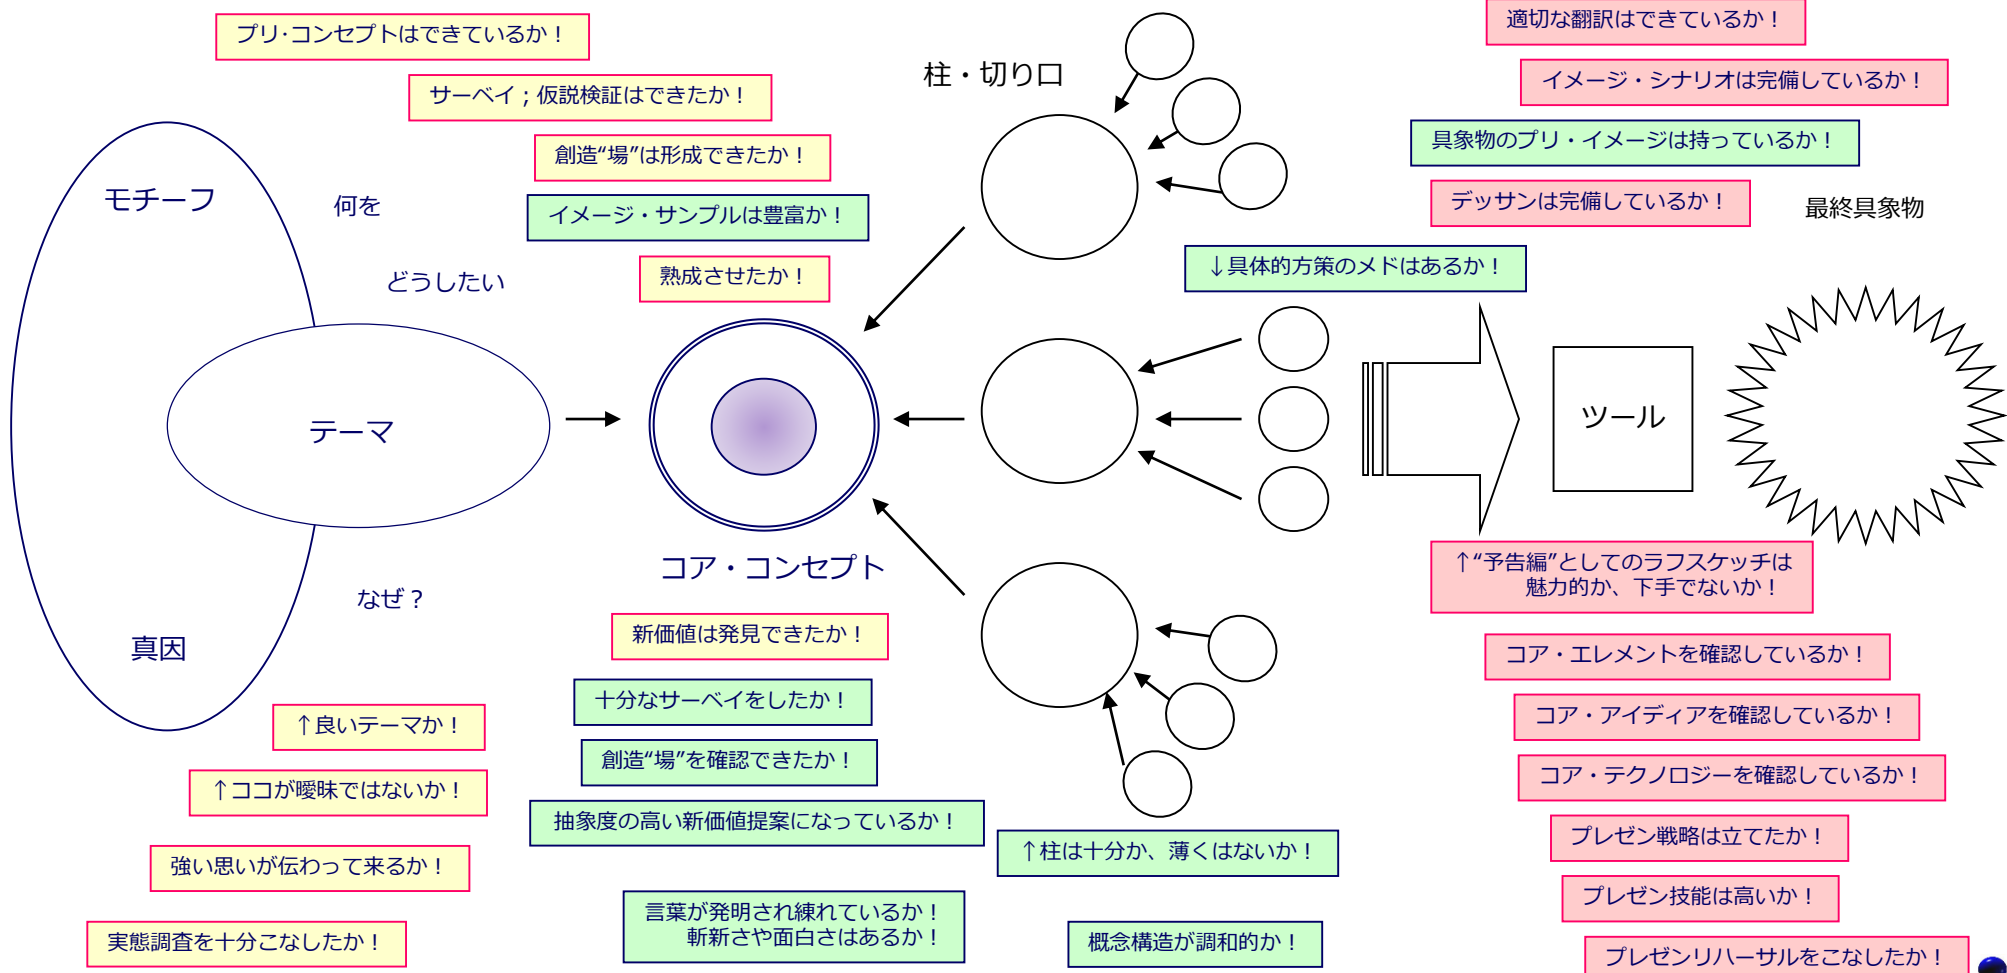 プリ･コンセプトはできているか！
サーベイ；仮説検証はできたか！
創造“場”は形成できたか！
イメージ・サンプルは豊富か！
熟成させたか！
モチーフ
何を
どうしたい
テーマ
なぜ？
真因
↑良いテーマか！
↑ココが曖昧ではないか！
強い思いが伝わって来るか！
実態調査を十分こなしたか！
コア・コンセプト
新価値は発見できたか！
十分なサーベイをしたか！
創造“場”を確認できたか！
抽象度の高い新価値提案になっているか！
言葉が発明され練れているか！
斬新さや面白さはあるか！
柱・切り口
↓具体的方策のメドはあるか！
↑柱は十分か、薄くはないか！
概念構造が調和的か！
適切な翻訳はできているか！
イメージ・シナリオは完備しているか！
具象物のプリ・イメージは持っているか！
デッサンは完備しているか！
最終具象物
ツール
↑“予告編”としてのラフスケッチは
魅力的か、下手でないか！
コア・エレメントを確認しているか！
コア・アイディアを確認しているか！
コア・テクノロジーを確認しているか！
プレゼン戦略は立てたか！
プレゼン技能は高いか！
プレゼンリハーサルをこなしたか！